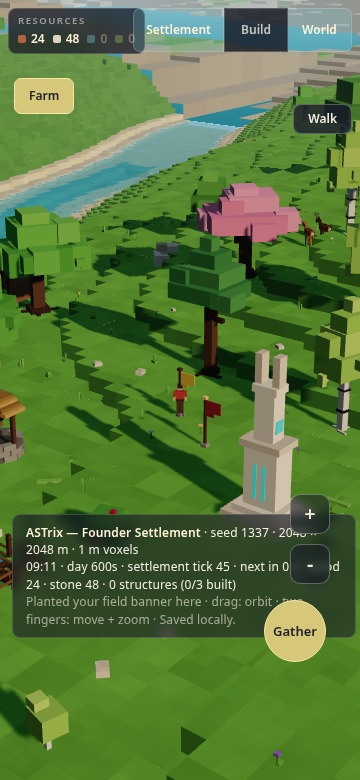 RESOURCES
24 48 0 0
Settlement
Build
World
Farm
Walk
+
ASTrix — Founder Settlement · seed 1337 · 2048 ×
2048 m · 1 m voxels
09:11 · day 600s · settlement tick 45 · next in
24 · stone 48 · 0 structures (0/3 built)
-
Planted your field banner here · drag: orbit · two
fingers: move + zoom · Saved locally.
Gather